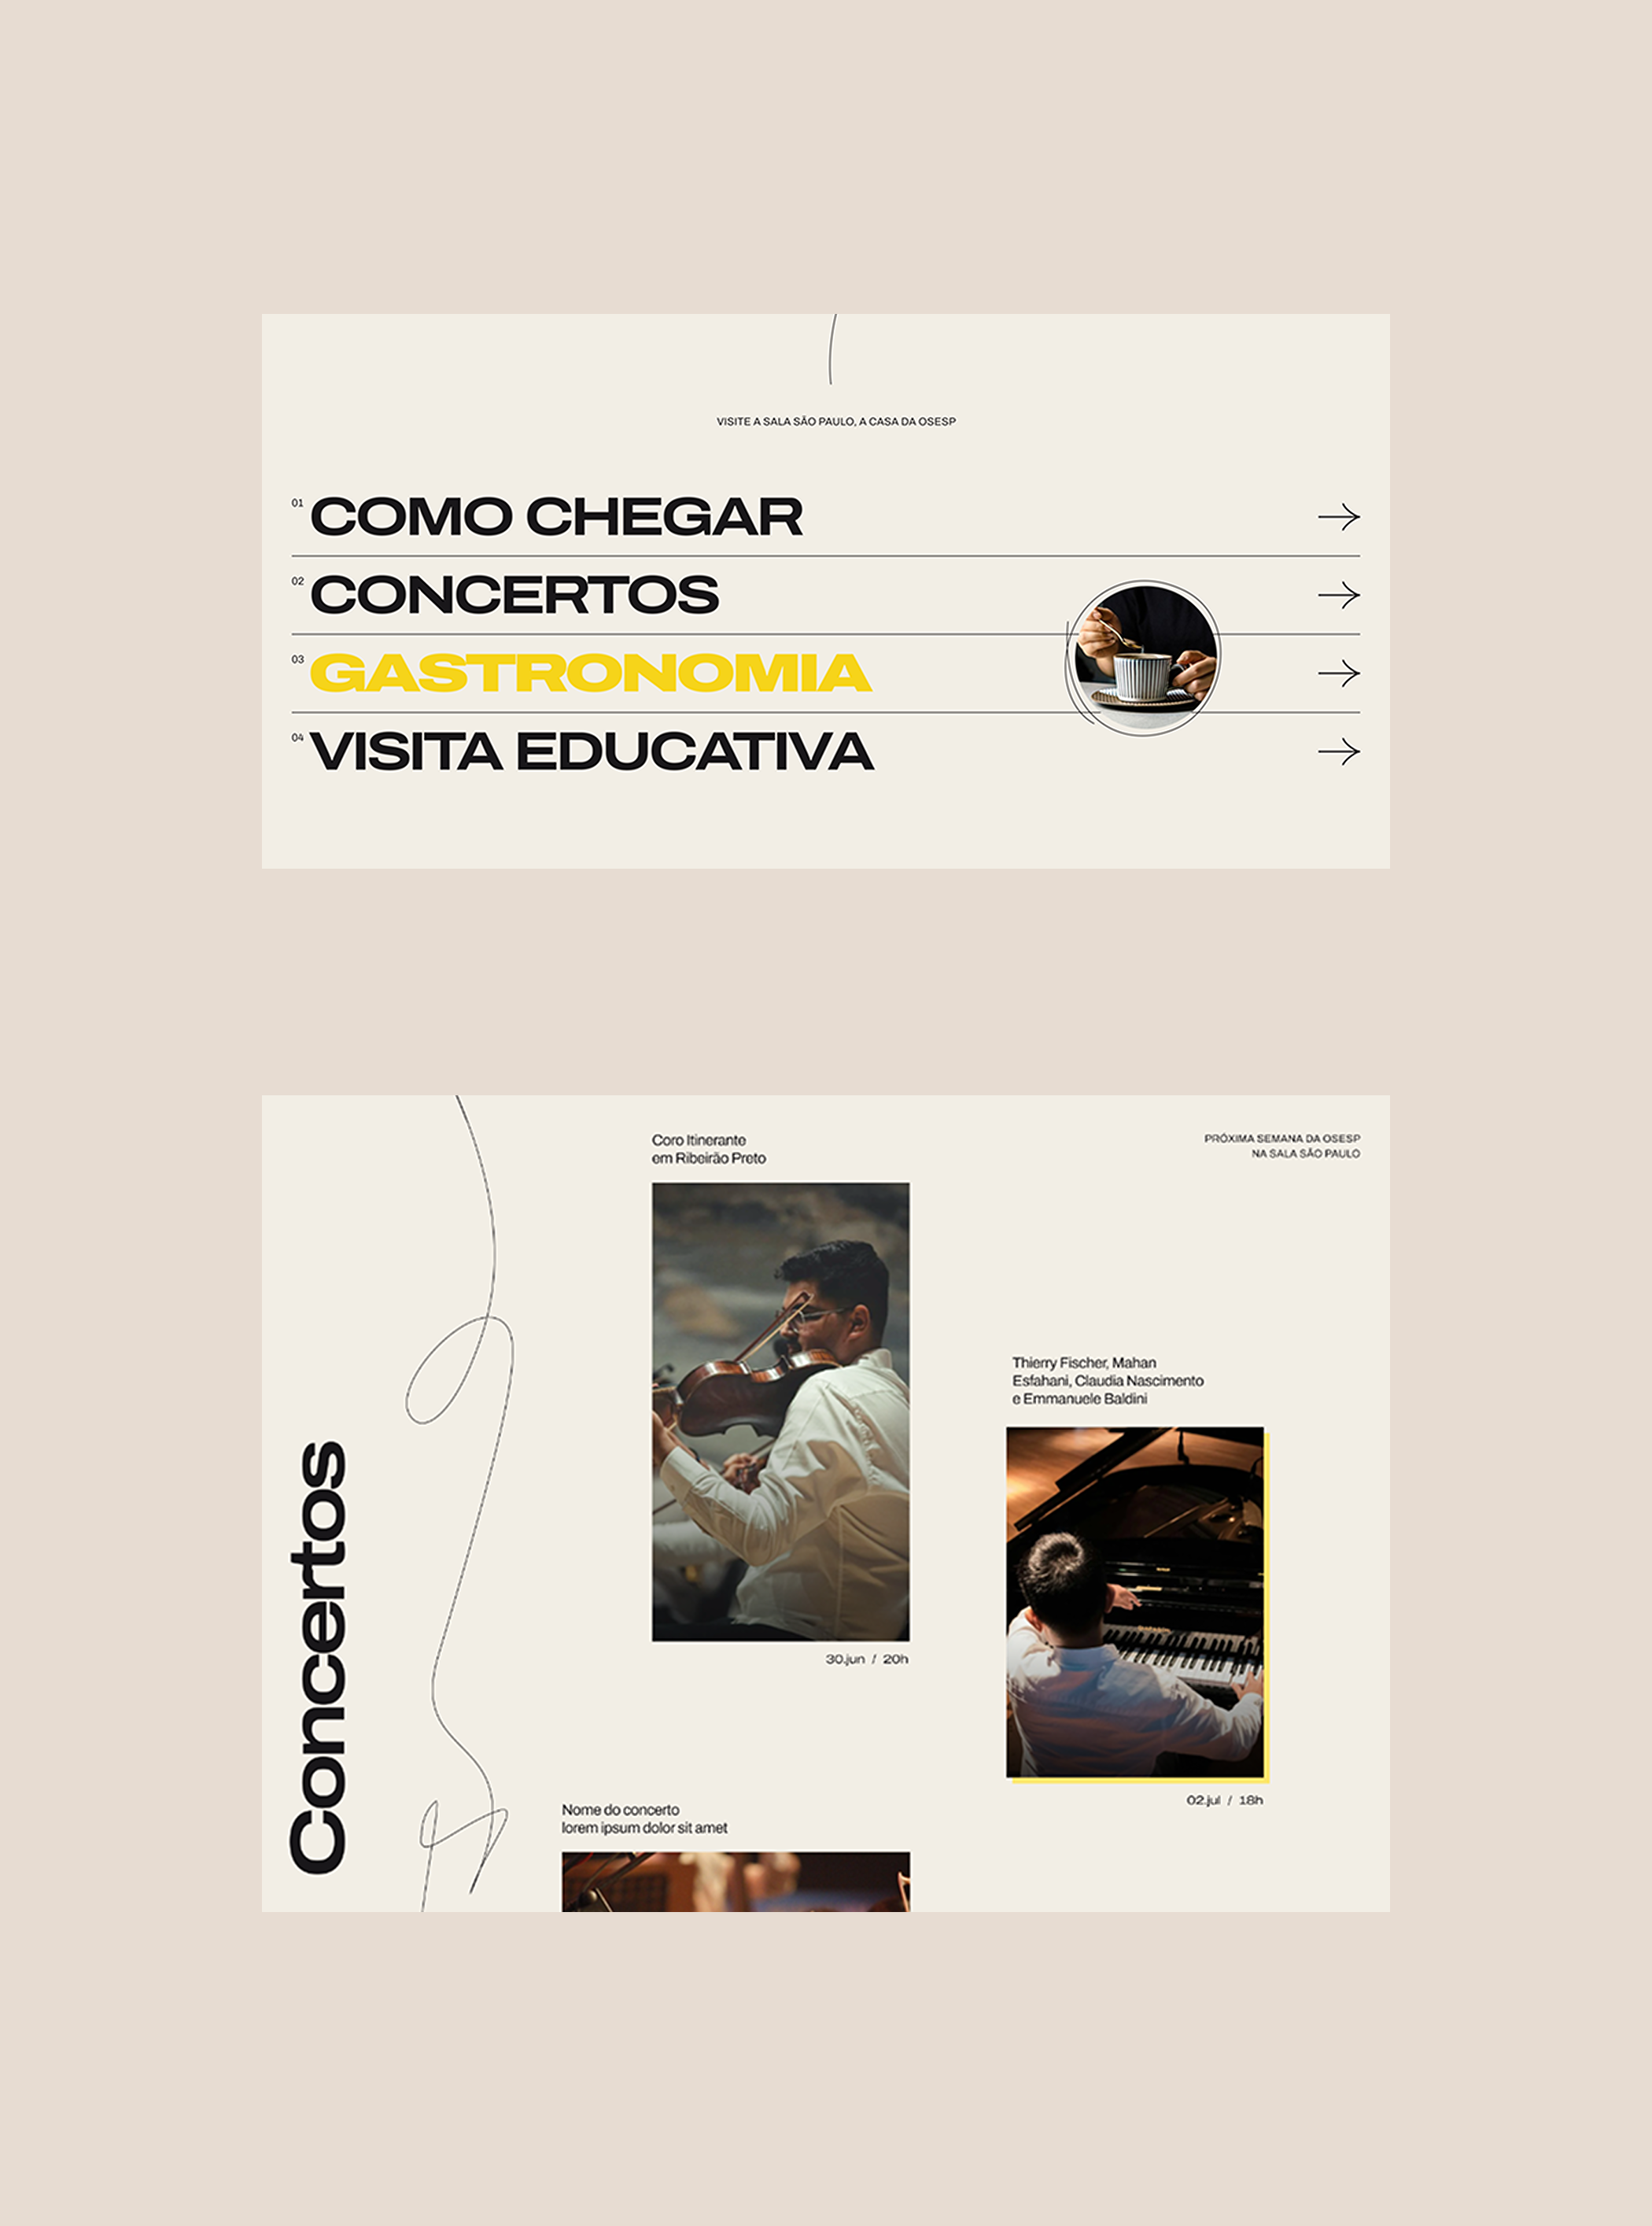 VISITE A SALA SÃO PAULO, A CASA DA OSESP
01 COMO CHEGAR
02 CONCERTOS
03 GASTRONOMIA
04 VISITA EDUCATIVA
Concertos
Coro Itinerante
em Ribeirão Preto
30.jun / 20h
PRÓXIMA SEMANA DA OSESP
NA SALA SÃO PAULO
Thierry Fischer, Mahan
Esfahani, Claudia Nascimento
e Emmanuele Baldini
02.jul / 18h
Nome do concerto
lorem ipsum dolor sit amet